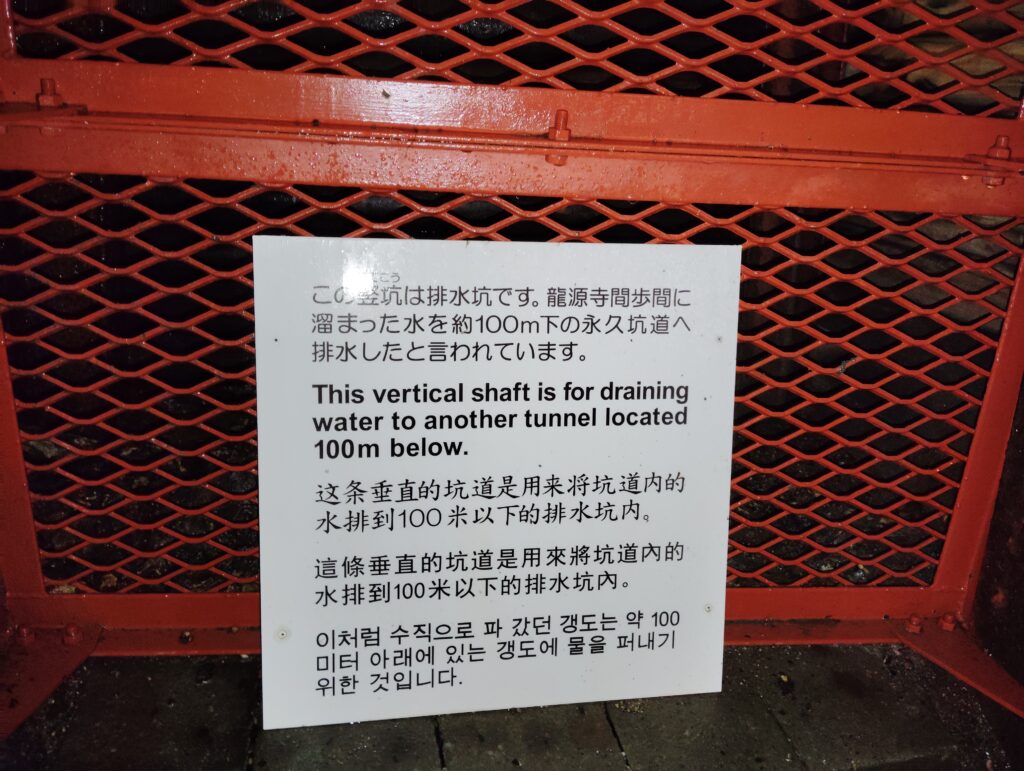 この竪坑は排水坑です。龍源寺間歩間に
溜まった水を約100m下の永久坑道へ
排水したと言われています。
This vertical shaft is for draining
water to another tunnel located
100m below.
这条垂直的坑道是用来将坑道内的
水排到100米以下的排水坑内。
這條垂直的坑道是用來將坑道內的
水排到100米以下的排水坑內。
이처럼 수직으로 파 갔던 갱도는 약 100
미터 아래에 있는 갱도에 물을 퍼내기
위한 것입니다.